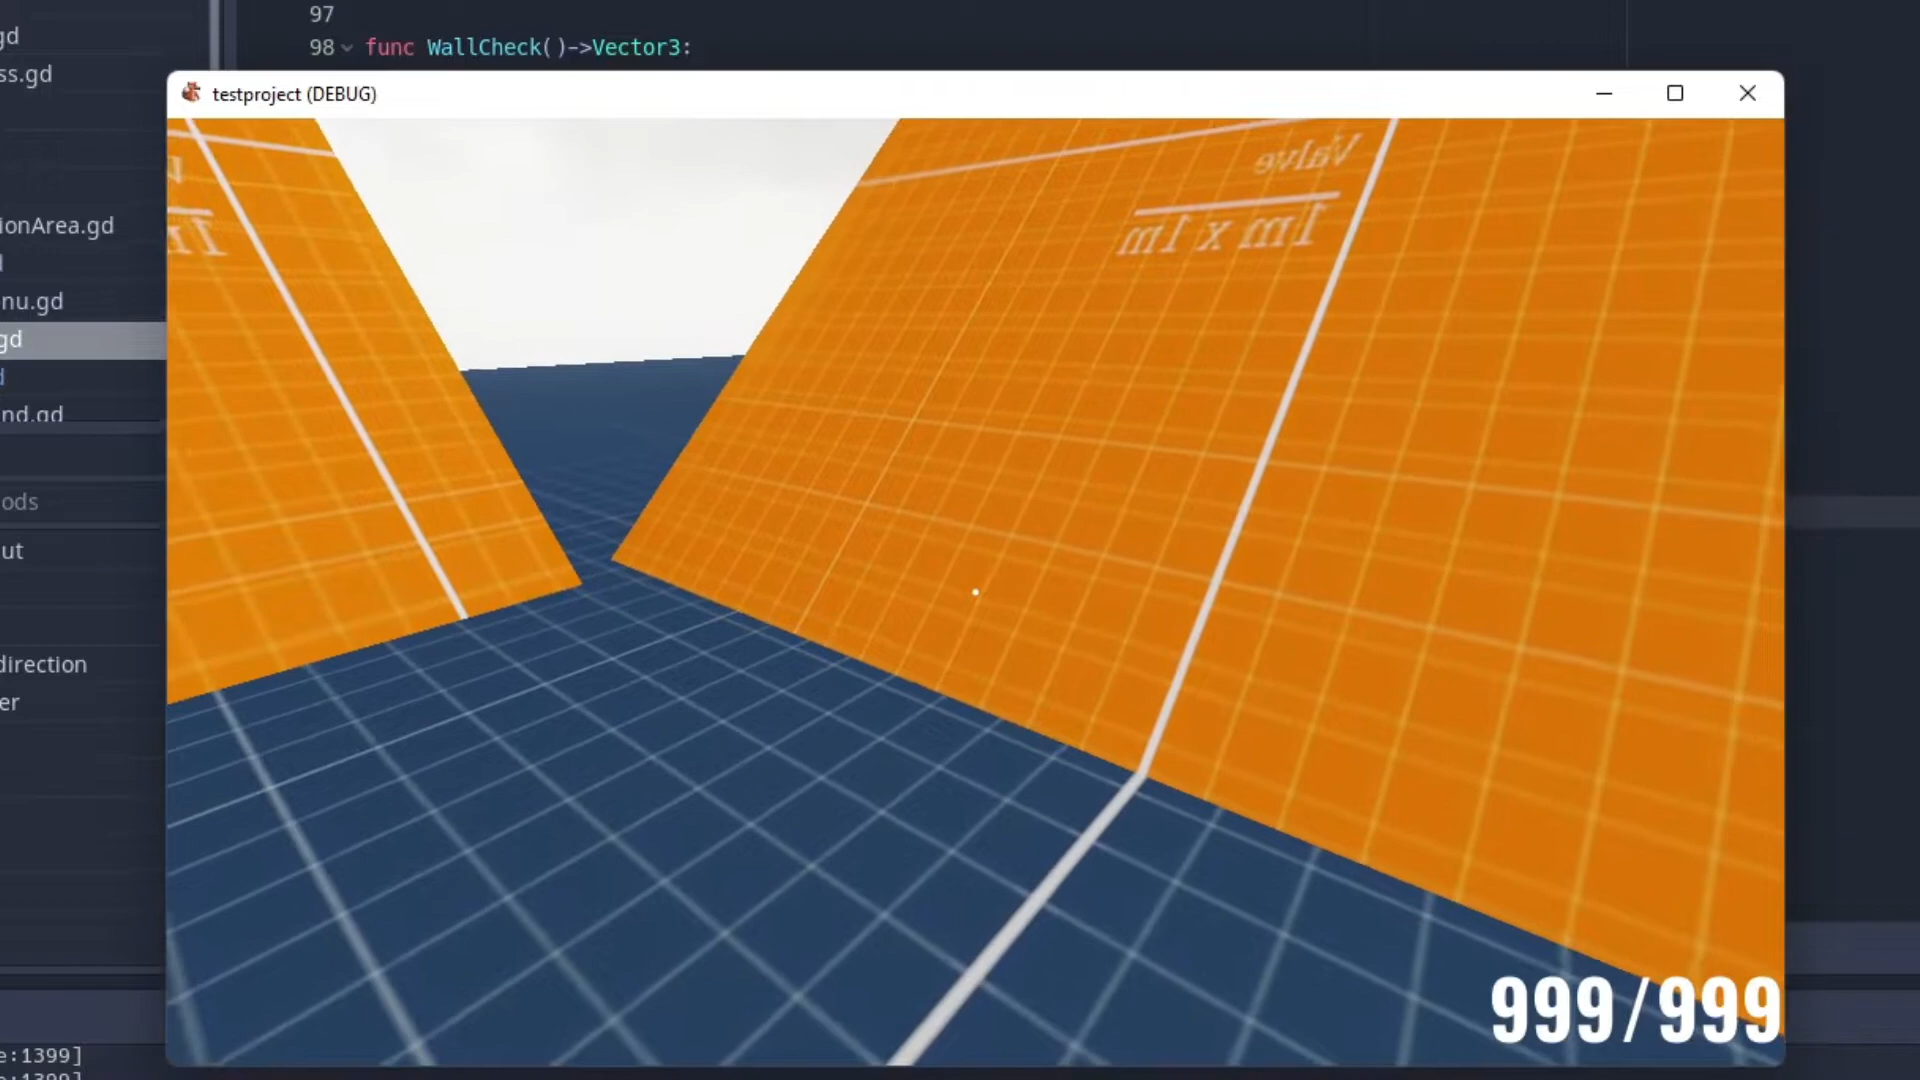 97
98 func WallCheck()->Vector3:
gd
ss.gd
testproject (DEBUG)
Valve
1m x 1m
ionArea.gd
nu.gd
gd
nd.gd
ods
ut
direction
er
999/999
e:1399]
e:1399]